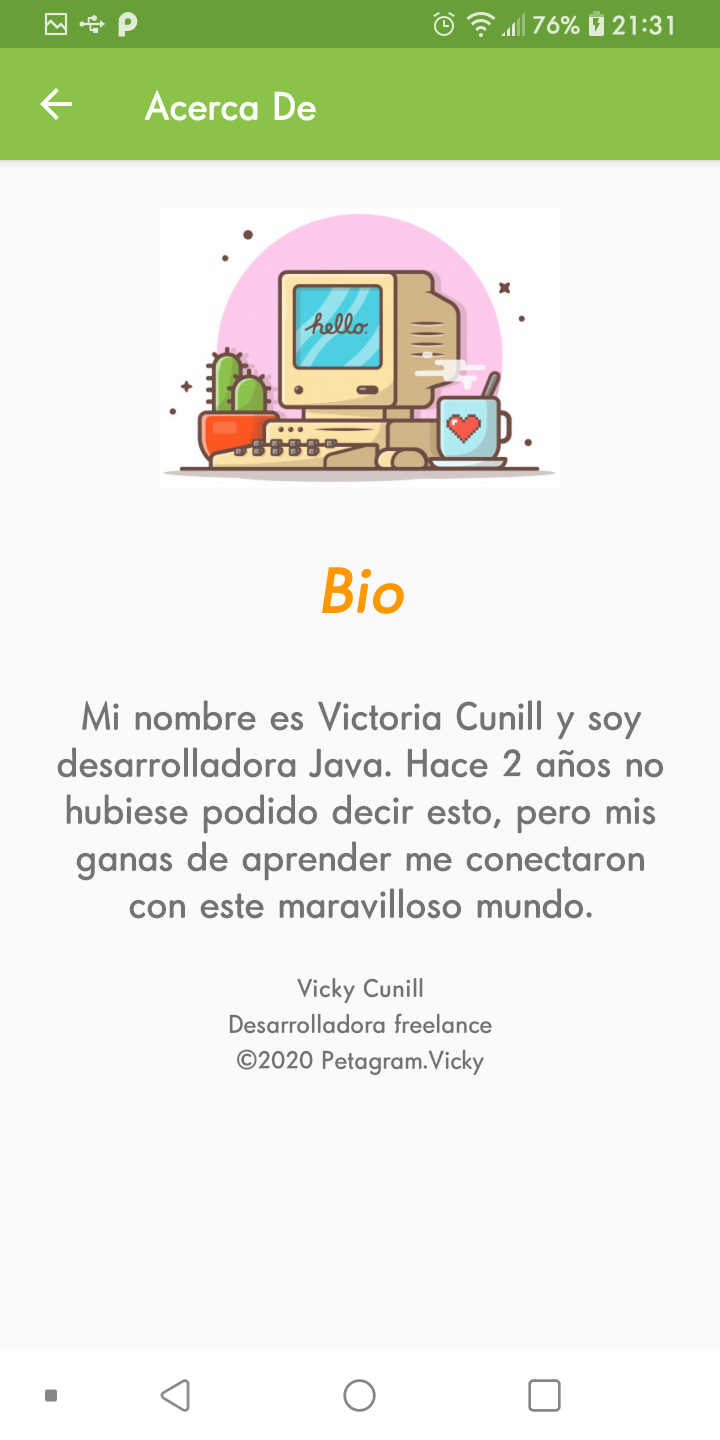 76% 21:31
Acerca De
hello.
Bio
Mi nombre es Victoria Cunill y soy
desarrolladora Java. Hace 2 años no
hubiese podido decir esto, pero mis
ganas de aprender me conectaron
con este maravilloso mundo.
Vicky Cunill
Desarrolladora freelance
©2020 Petagram.Vicky